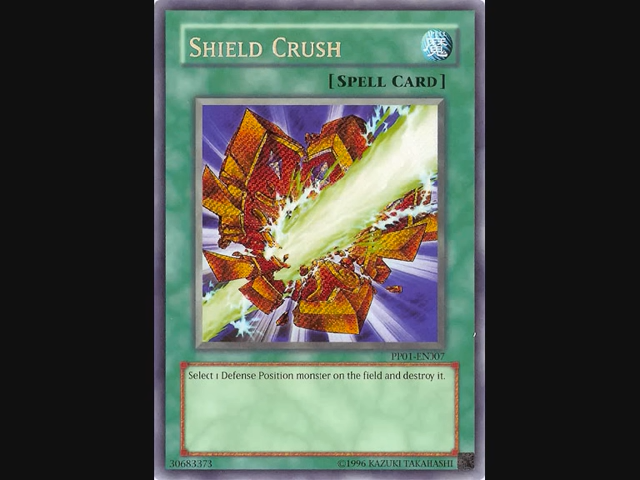 SHIELD CRUSH
魔
[SPELL CARD]
PP01-EN007
Select 1 Defense Position monster on the field and destroy it.
30683373
©1996 KAZUKI TAKAHASHI